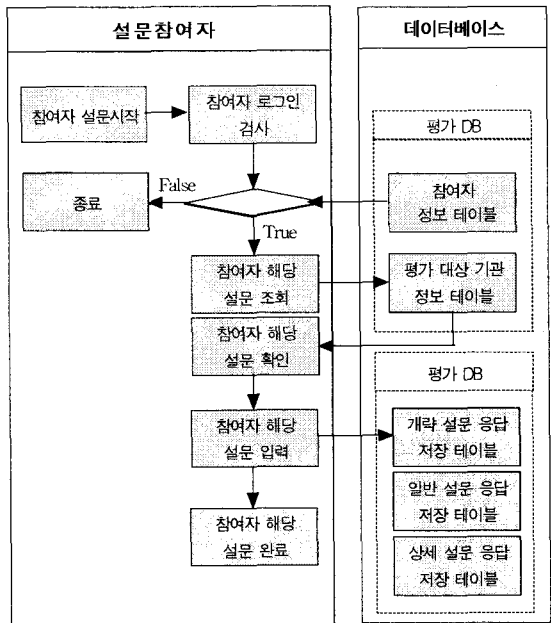 설문참여자
참여자 설문시작
참여자 로그인
검사
False
종료
True
참여자 해당
설문 조회
참여자 해당
설문 확인
참여자 해당
설문 입력
참여자 해당
설문 완료
데이터베이스
평가 DB
참여자
정보 테이블
평가 대상 기관
정보 테이블
평가 DB
개략 설문 응답
저장 테이블
일반 설문 응답
저장 테이블
상세 설문 응답
저장 테이블